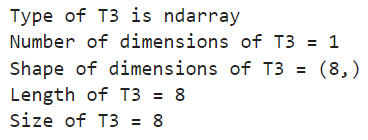 Type of T3 is ndarray
Number of dimensions of T3 = 1
Shape of dimensions of T3 = (8,)
Length of T3 = 8
Size of T3 = 8